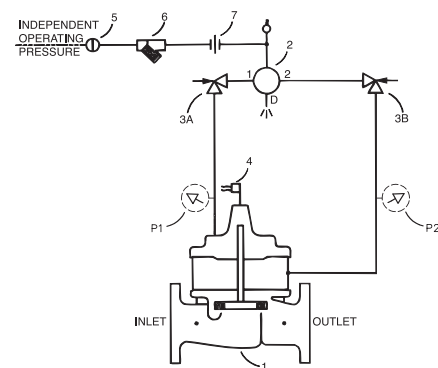 INDEPENDENT
OPERATING
PRESSURE
5
6
7
2
1
2
D
3A
3B
4
P1
P2
INLET
OUTLET
1